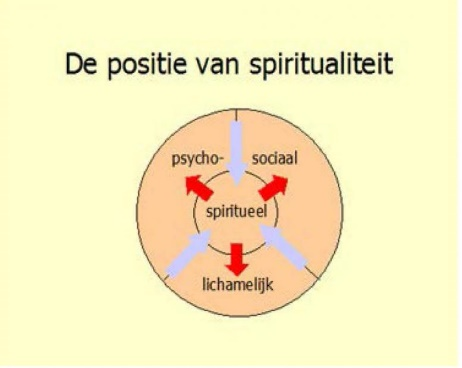 De positie van spiritualiteit
psycho- sociaal
spiritueel
lichamelijk